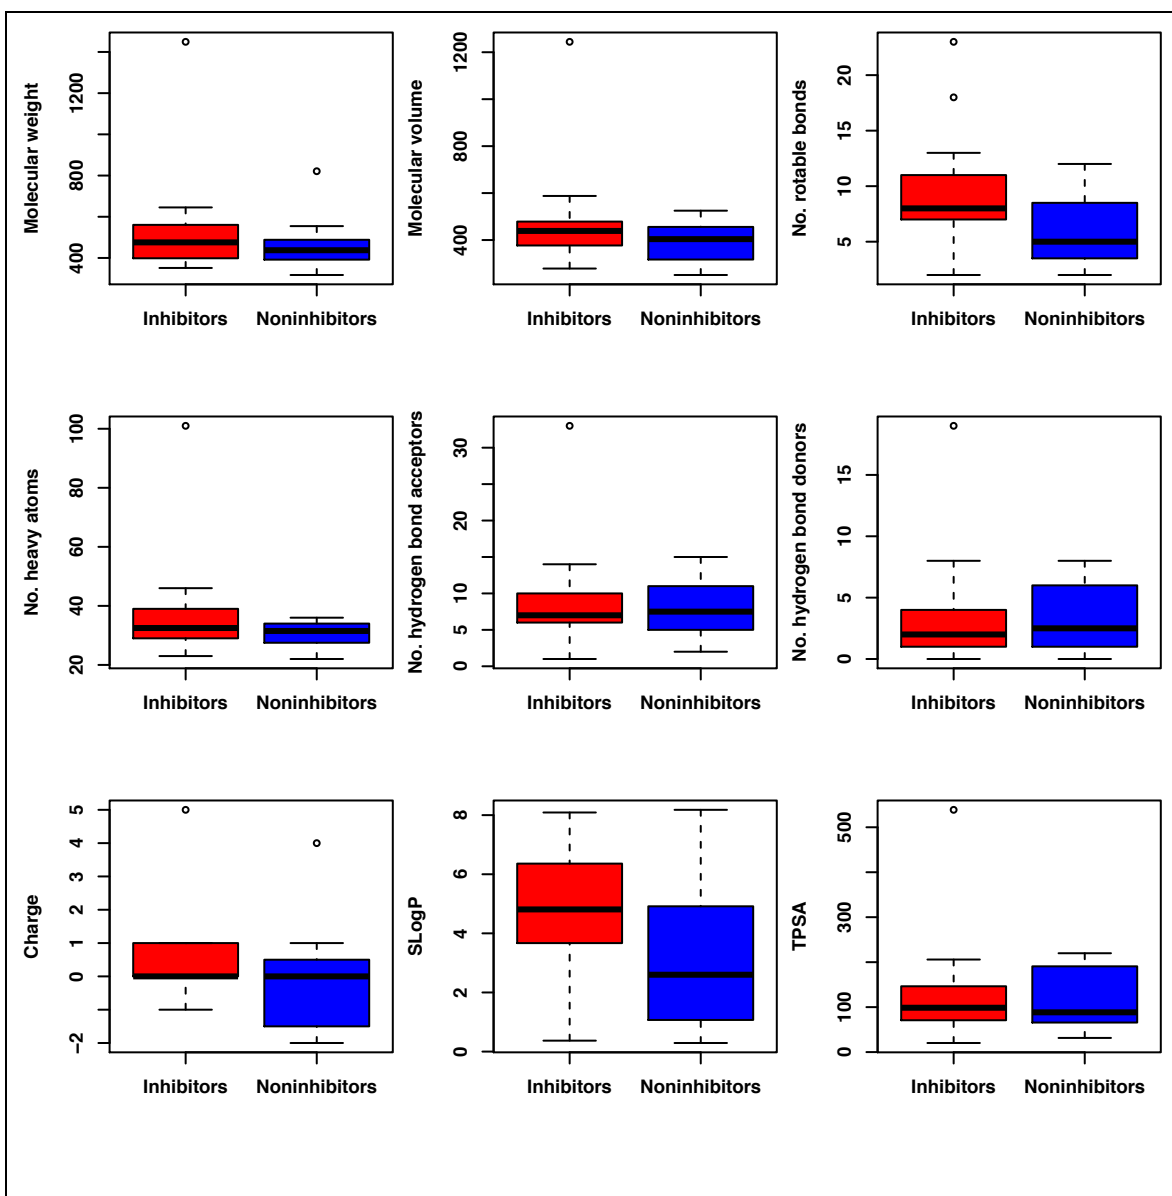 Molecular weight
400
800
1200
Inhibitors Noninhibitors
Molecular volume
400
800
1200
Inhibitors Noninhibitors
No. rotable bonds
5
10
15
20
Inhibitors Noninhibitors
No. heavy atoms
20
40
60
80
100
Inhibitors Noninhibitors
No. hydrogen bond acceptors
0
5
10
20
30
Inhibitors Noninhibitors
No. hydrogen bond donors
0
5
10
15
Inhibitors Noninhibitors
Charge
−2
0
1
2
3
4
5
Inhibitors Noninhibitors
SLogP
0
2
4
6
8
Inhibitors Noninhibitors
TPSA
0
100
300
500
Inhibitors Noninhibitors